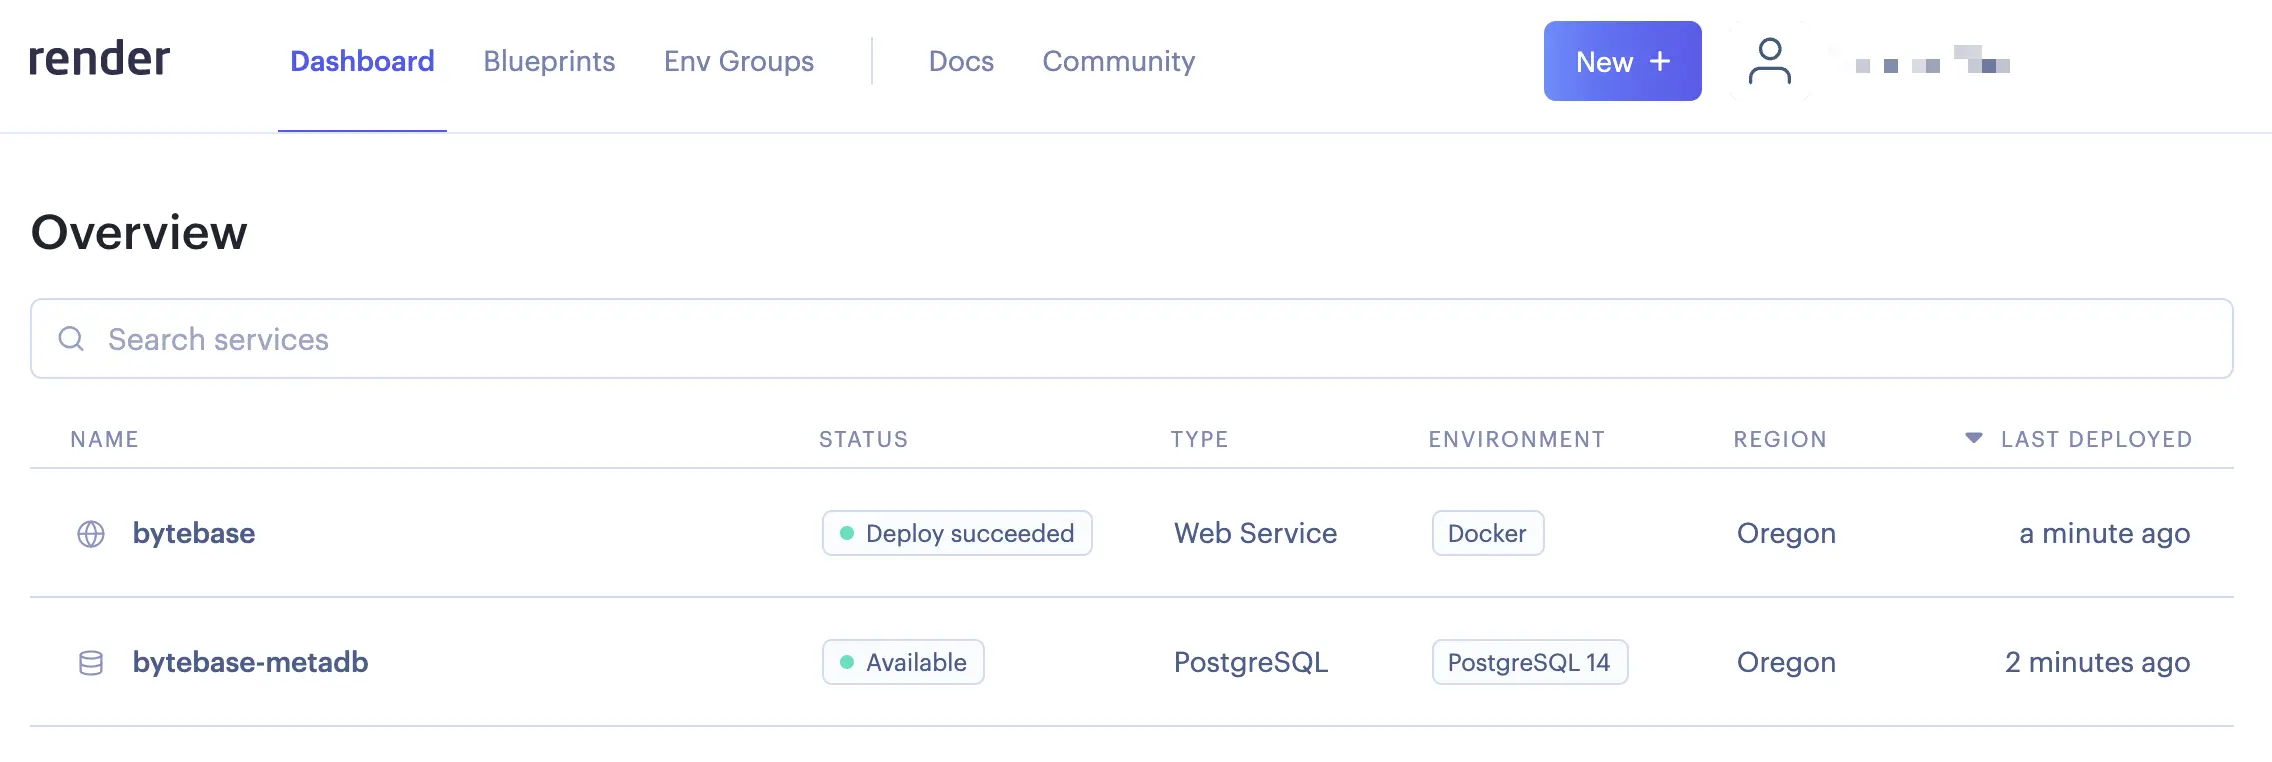 render Dashboard Blueprints Env Groups Docs Community New +
Overview
Search services
NAME STATUS TYPE ENVIRONMENT REGION LAST DEPLOYED
bytebase Deploy succeeded Web Service Docker Oregon a minute ago
bytebase-metadb Available PostgreSQL PostgreSQL 14 Oregon 2 minutes ago